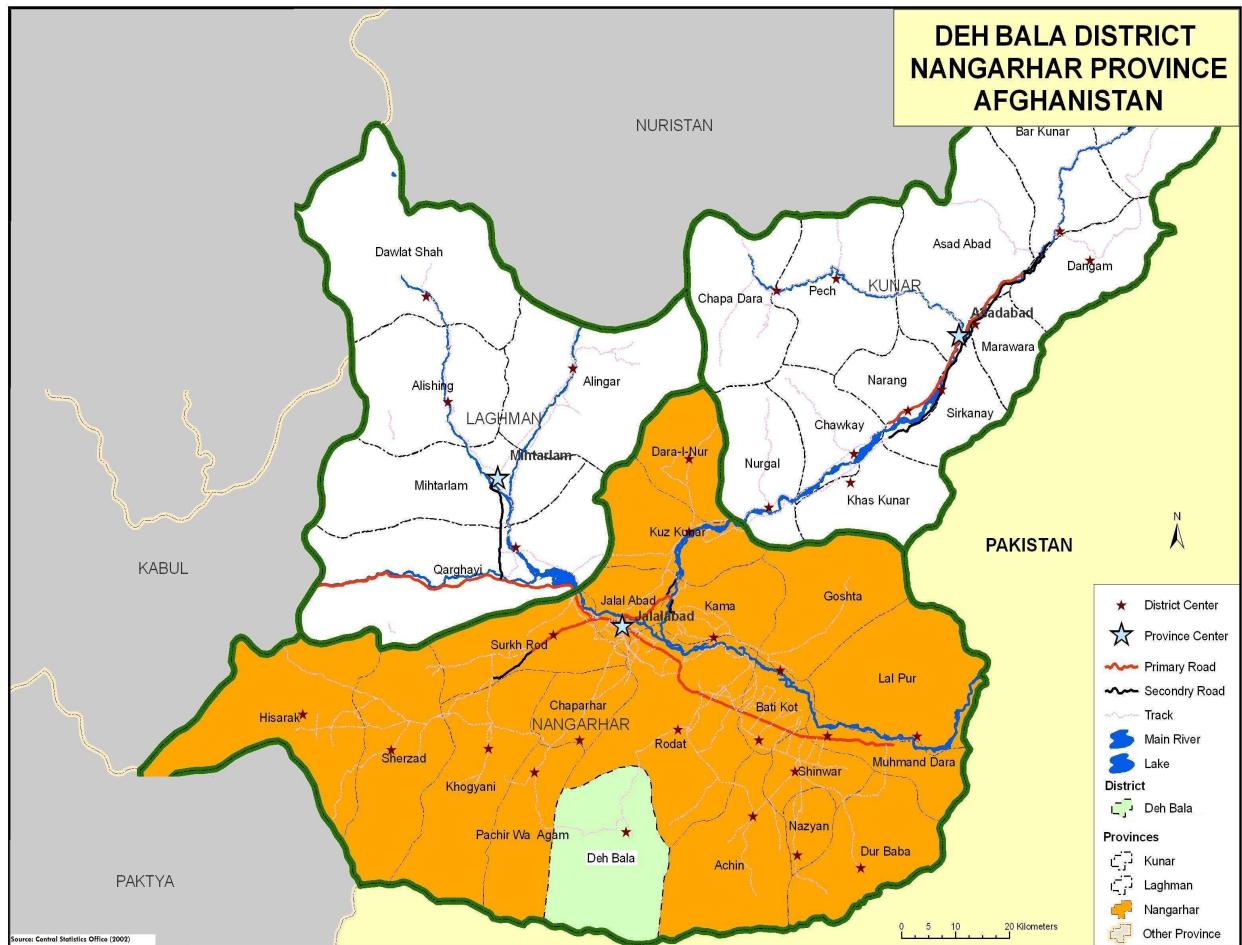 DEH BALA DISTRICT
NANGARHAR PROVINCE
AFGHANISTAN
NURISTAN
Bar Kunar
Dawlat Shah
Asad Abad
Dangam
Chapa Dara
Pech
KUNAR
Asadabad
Marawara
Alishing
Alingar
Narang
LAGHMAN
Sirkanay
Chawkay
Mihtarlam
Dara-I-Nur
Nurgal
Mihtarlam
Khas Kunar
Kuz Kunar
PAKISTAN
N
KABUL
Qarghayi
Jalal Abad
Kama
Goshta
Jalalabad
Surkh Rod
Lal Pur
Hisarak
Chaparhar
Bati Kot
NANGARHAR
Rodat
Sherzad
Muhmand Dara
Shinwar
Khogyani
Nazyan
Pachir Wa Agam
Deh Bala
Achin
Dur Baba
PAKTYA
District Center
Province Center
Primary Road
Secondry Road
Track
Main River
Lake
District
Deh Bala
Provinces
Kunar
Laghman
Nangarhar
Other Province
0 5 10 20 Kilometers
Source: Central Statistics Office (2002)